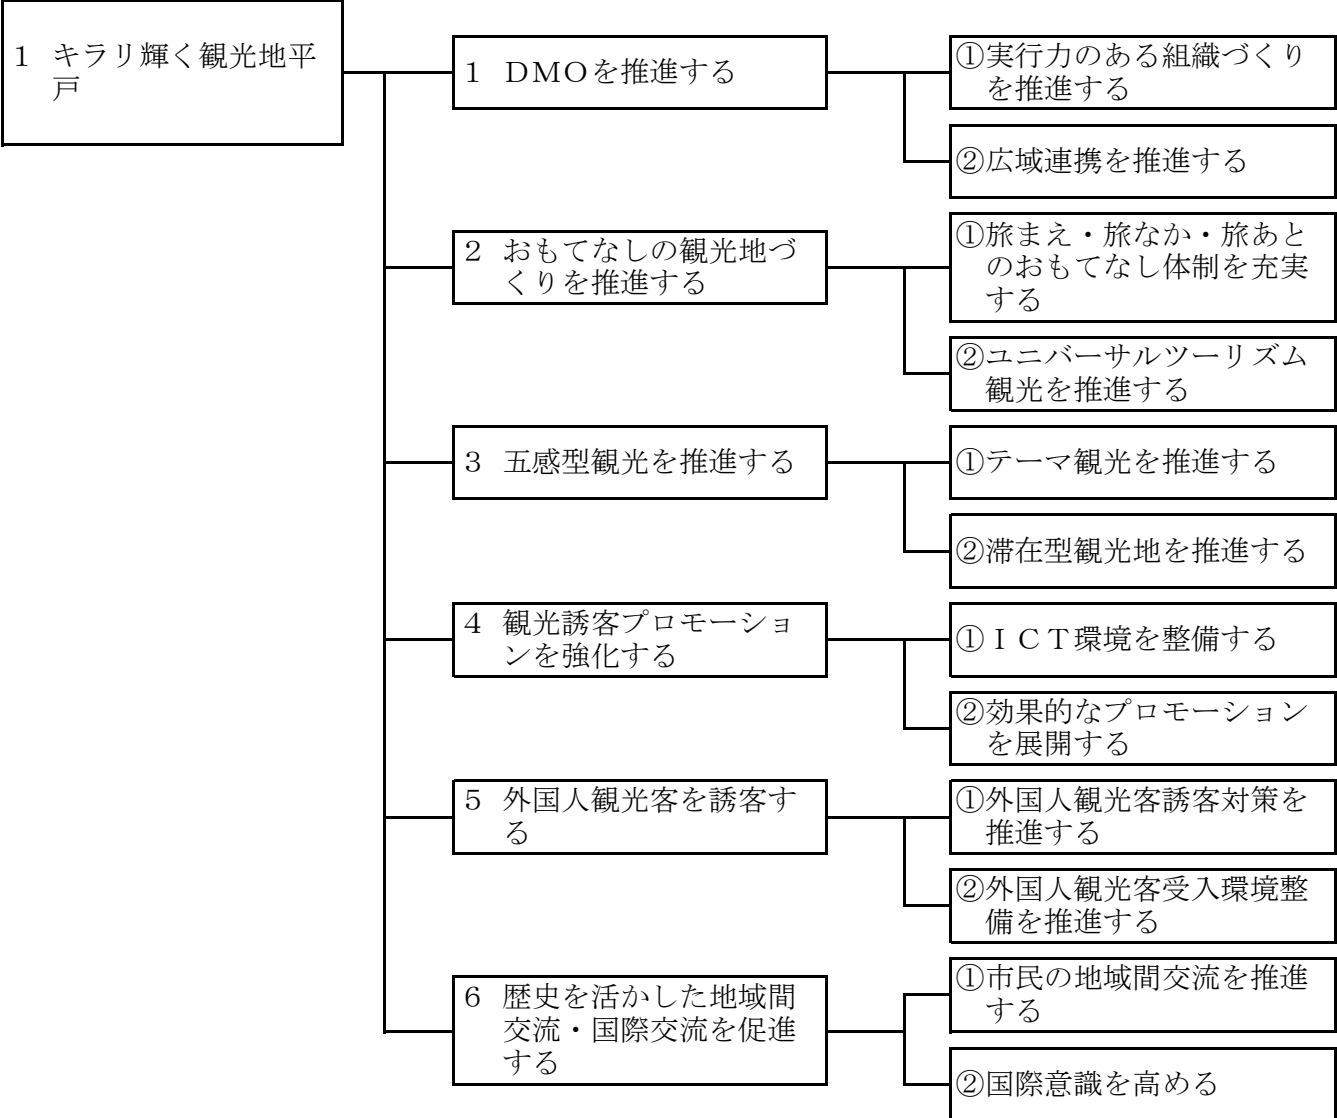 1 キラリ輝く観光地平
戸
1 DMOを推進する
①実行力のある組織づくり
を推進する
②広域連携を推進する
2 おもてなしの観光地づ
くりを推進する
①旅まえ・旅なか・旅あと
のおもてなし体制を充実
する
②ユニバーサルツーリズム
観光を推進する
3 五感型観光を推進する
①テーマ観光を推進する
②滞在型観光地を推進する
4 観光誘客プロモーショ
ンを強化する
①ICT環境を整備する
②効果的なプロモーション
を展開する
5 外国人観光客を誘客す
る
①外国人観光客誘客対策を
推進する
②外国人観光客受入環境整
備を推進する
6 歴史を活かした地域間
交流・国際交流を促進
する
①市民の地域間交流を推進
する
②国際意識を高める